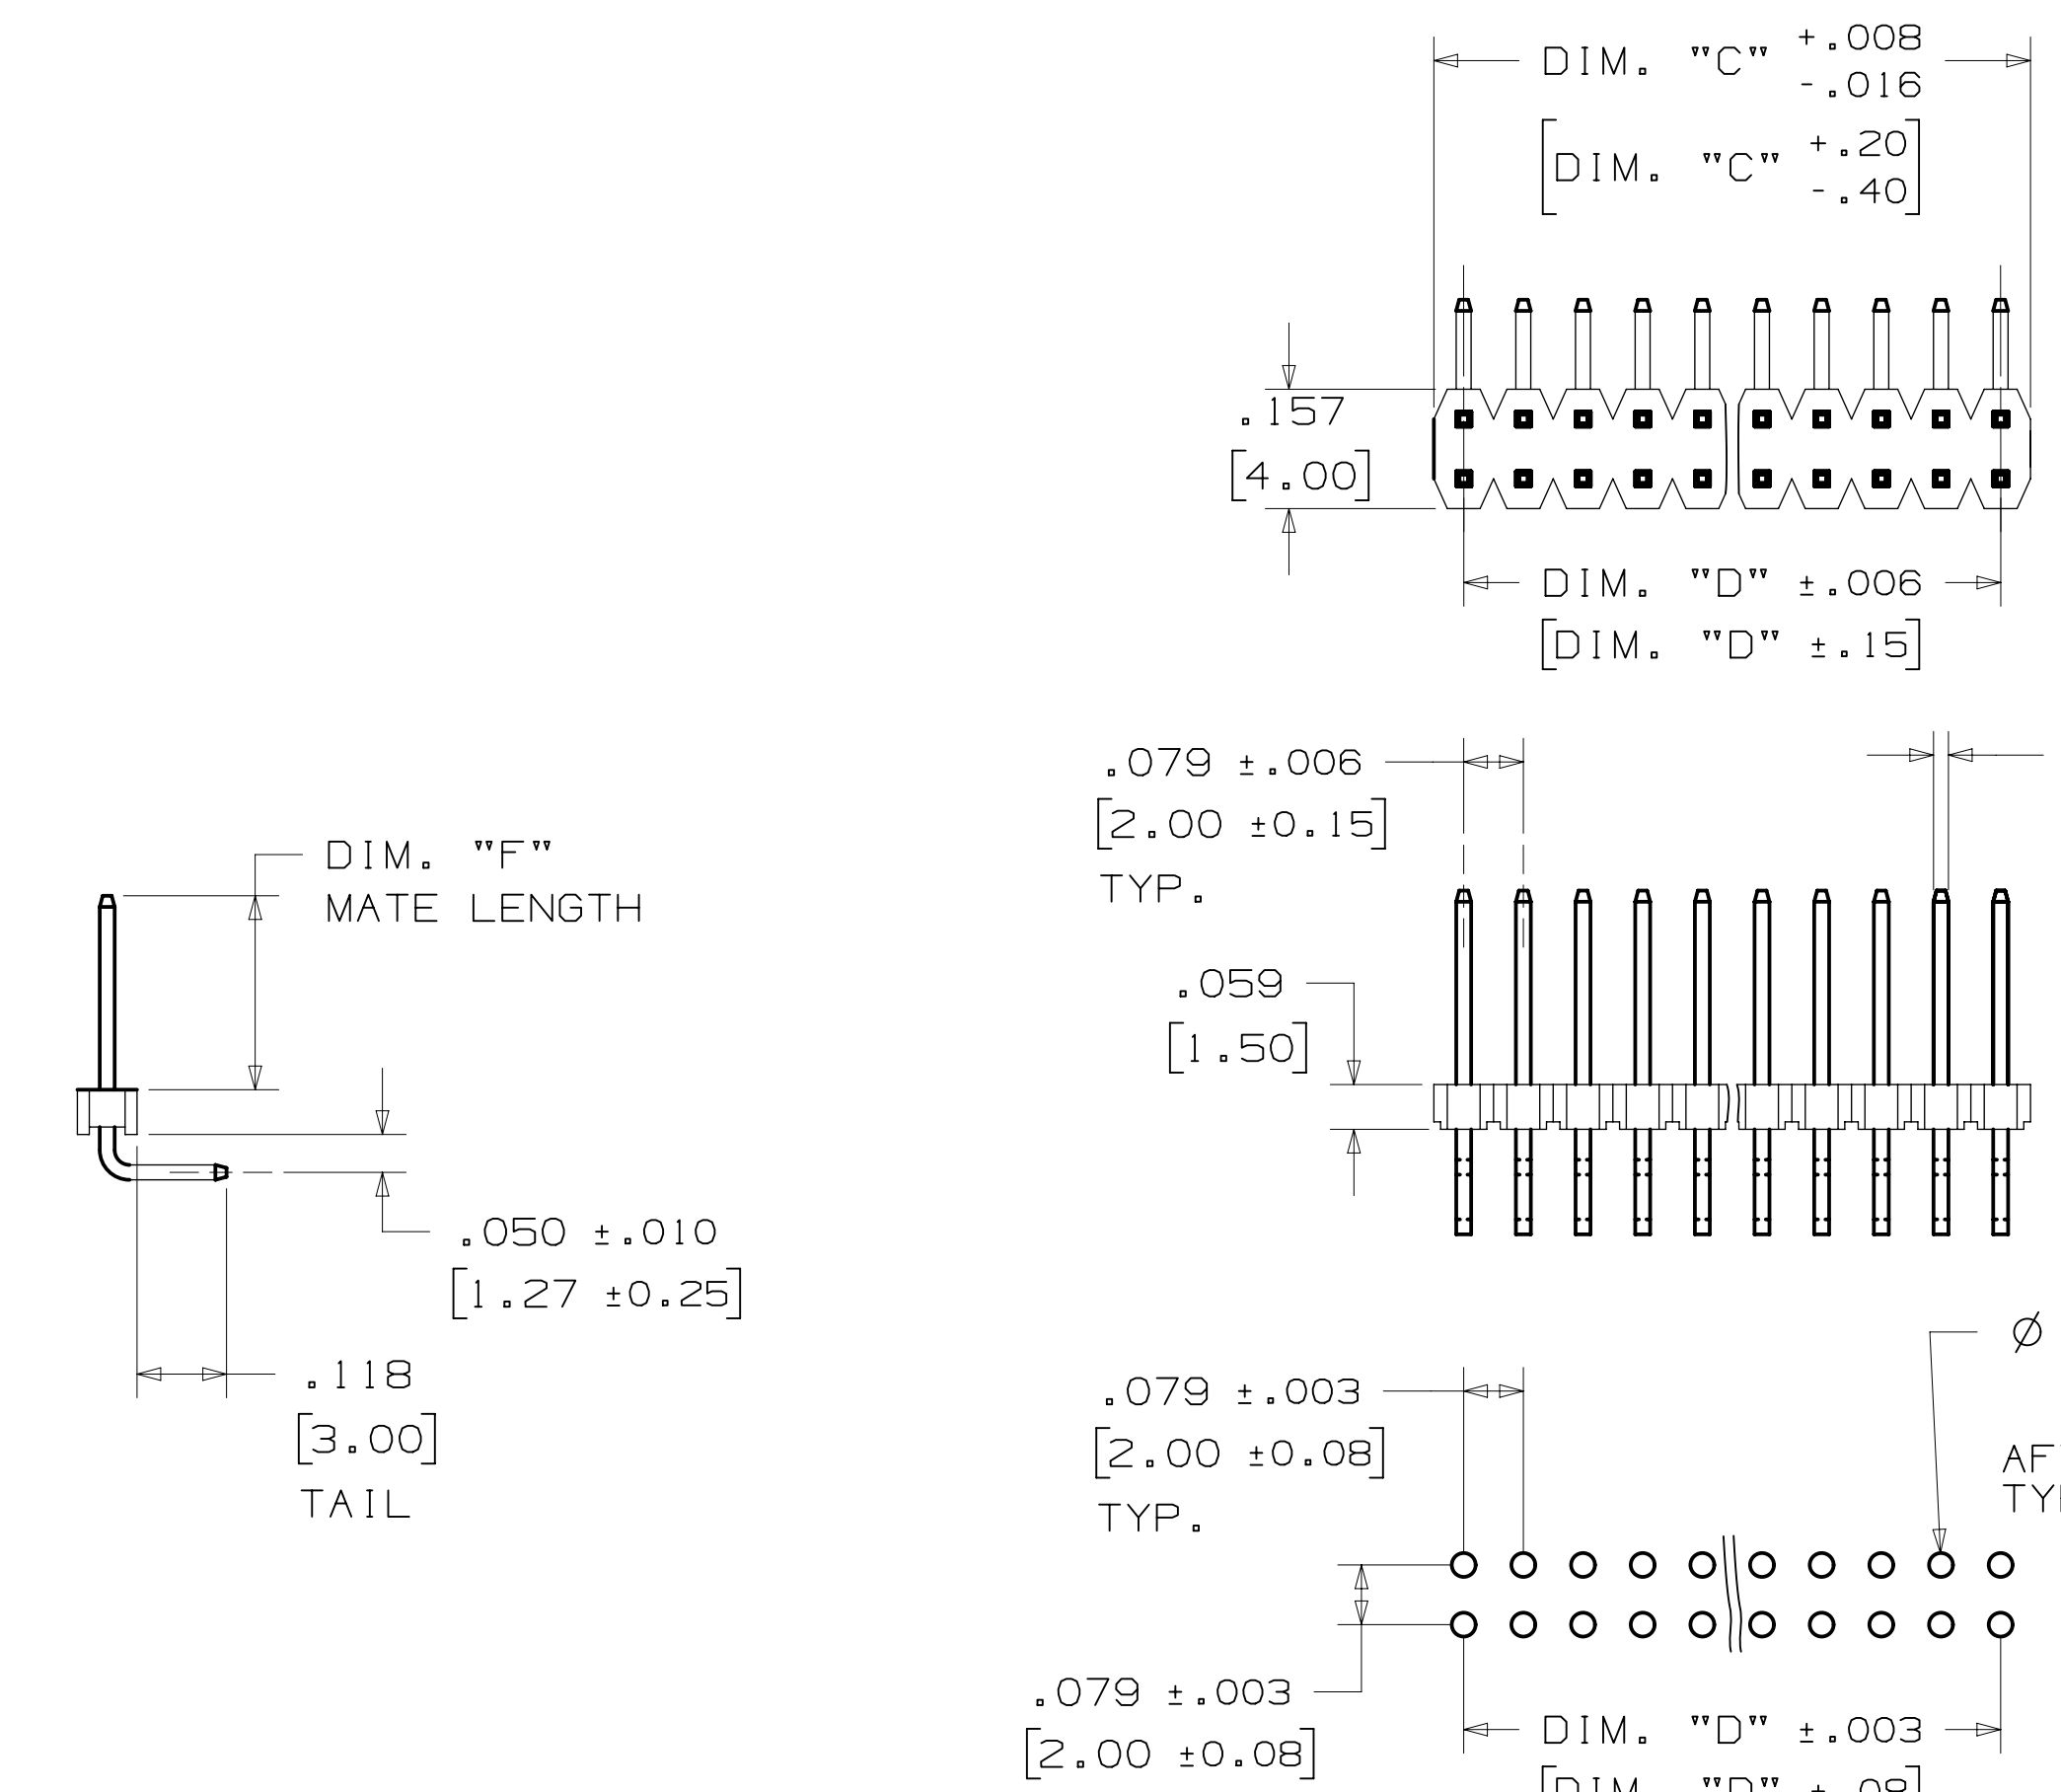 DIM. "C" +.008
-.016
[DIM. "C" +.20
-.40]
.157
[4.00]
DIM. "D" ±.006
[DIM. "D" ±.15]
.079 ±.006
[2.00 ±0.15]
TYP.
DIM. "F"
MATE LENGTH
.059
[1.50]
.050 ±.010
[1.27 ±0.25]
.118
[3.00]
TAIL
Ø
.079 ±.003
[2.00 ±0.08]
TYP.
.079 ±.003
[2.00 ±0.08]
DIM. "D" ±.003
[DIM. "D" ±.08]